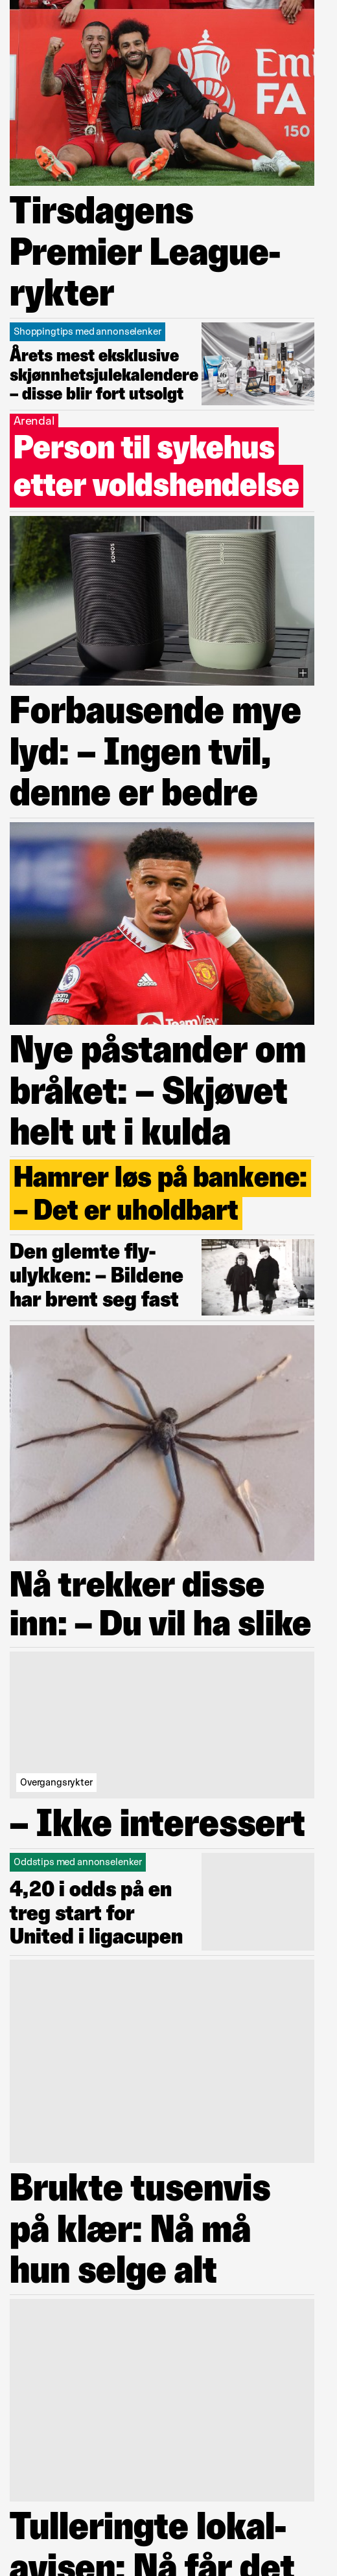 Emi
FA
150
Tirsdagens
Premier League-
rykter
Shoppingtips med annonselenker
Årets mest eksklusive
skjønnhetsjulekalendere
– disse blir fort utsolgt
Arendal
Person til sykehus
etter voldshendelse
SONOS
SONOS
Forbausende mye
lyd: – Ingen tvil,
denne er bedre
adidas
TeamView
Nye påstander om
bråket: – Skjøvet
helt ut i kulda
Hamrer løs på bankene:
– Det er uholdbart
Den glemte fly-
ulykken: – Bildene
har brent seg fast
Nå trekker disse
inn: – Du vil ha slike
Overgangsrykter
– Ikke interessert
Oddstips med annonselenker
4,20 i odds på en
treg start for
United i ligacupen
Brukte tusenvis
på klær: Nå må
hun selge alt
Tulleringte lokal-
avisen: Nå får det